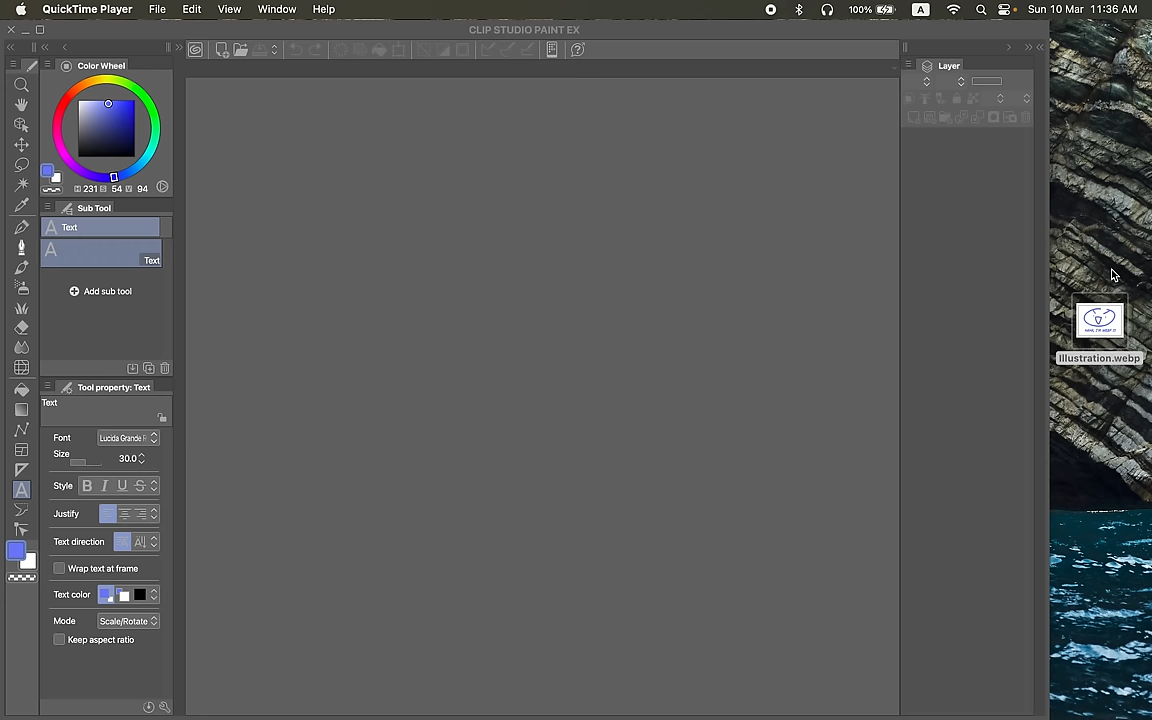 QuickTime Player File Edit View Window Help 100% A Sun 10 Mar 11:36 AM
CLIP STUDIO PAINT EX
Color Wheel
H 231 S 54 V 94
Sub Tool
A Text
A
Text
Add sub tool
Tool property: Text
Text
Font Lucida Grande
Size 30.0
Style B I U S
Justify
Text direction
Wrap text at frame
Text color
Mode Scale/Rotate
Keep aspect ratio
Layer
Illustration.webp